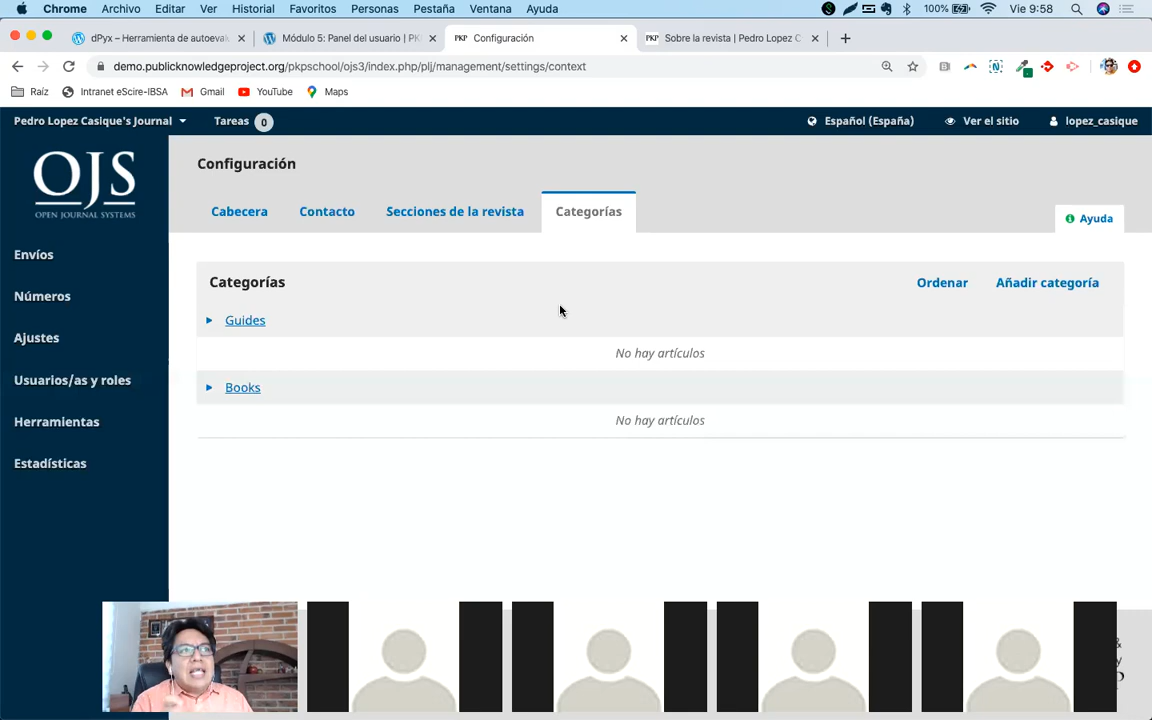 Chrome Archivo Editar Ver Historial Favoritos Personas Pestaña Ventana Ayuda 100% Vie 9:58
dPyx – Herramienta de autoeva Módulo 5: Panel del usuario | PK PKP Configuración PKP Sobre la revista | Pedro Lopez C
demo.publicknowledgeproject.org/pkpschool/ojs3/index.php/plj/management/settings/context
Raíz Intranet eScire-IBSA Gmail YouTube Maps
Pedro Lopez Casique's Journal Tareas 0 Español (España) Ver el sitio lopez_casique
OJS
OPEN JOURNAL SYSTEMS
Configuración
Cabecera Contacto Secciones de la revista Categorías
Ayuda
Envíos
Números
Ajustes
Usuarios/as y roles
Herramientas
Estadísticas
Categorías Ordenar Añadir categoría
Guides
No hay artículos
Books
No hay artículos